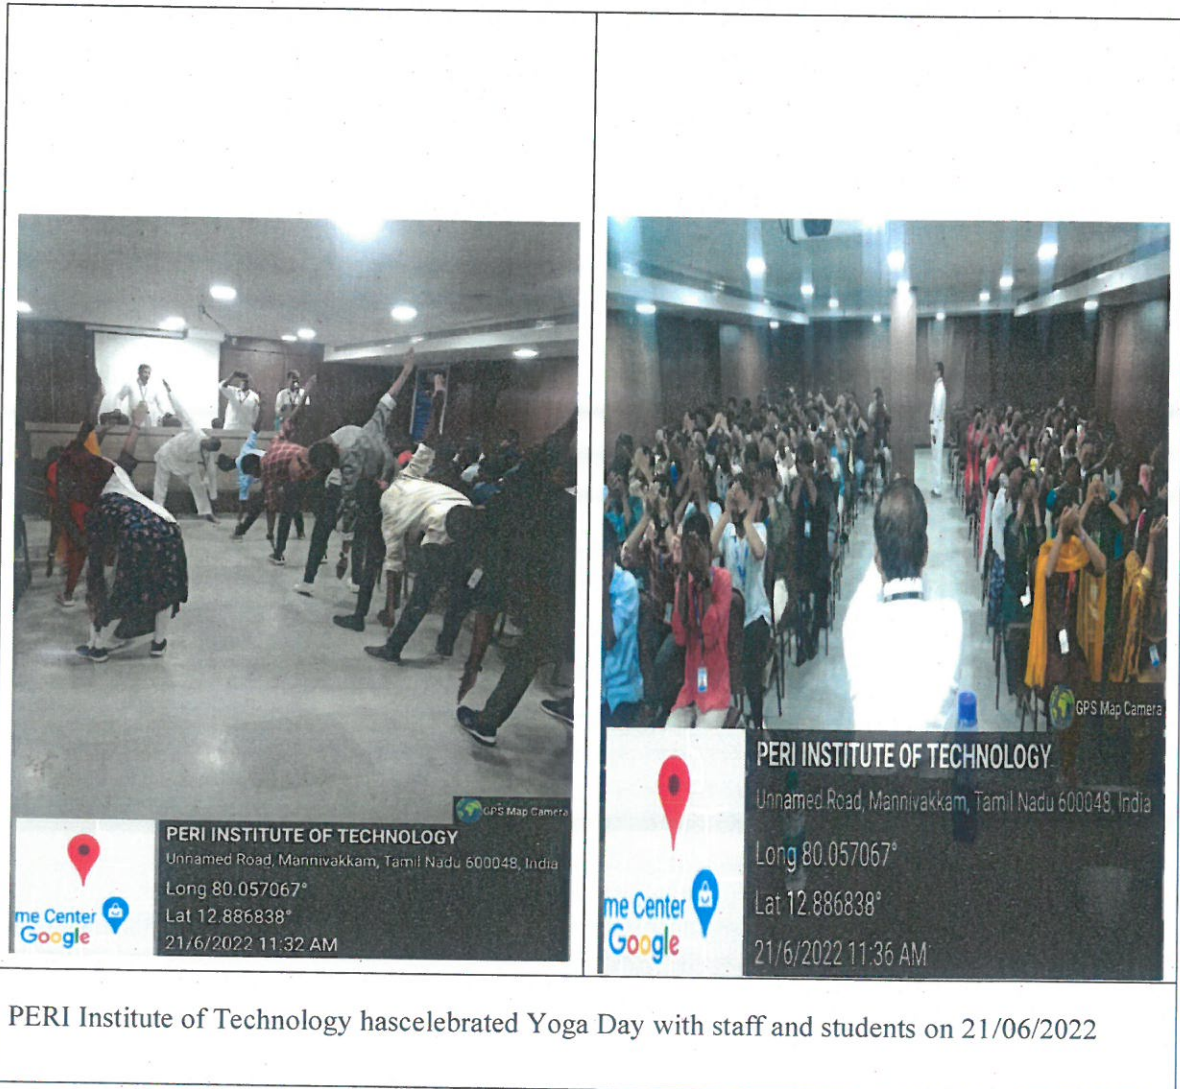 GPS Map Camera
PERI INSTITUTE OF TECHNOLOGY
Unnamed Road, Mannivakkam, Tamil Nadu 600048, India
Long 80.057067°
Lat 12.886838°
21/6/2022 11:32 AM
me Center
Google
GPS Map Camera
PERI INSTITUTE OF TECHNOLOGY
Unnamed Road, Mannivakkam, Tamil Nadu 600048, India
Long 80.057067°
Lat 12.886838°
21/6/2022 11:36 AM
me Center
Google
PERI Institute of Technology hascelebrated Yoga Day with staff and students on 21/06/2022